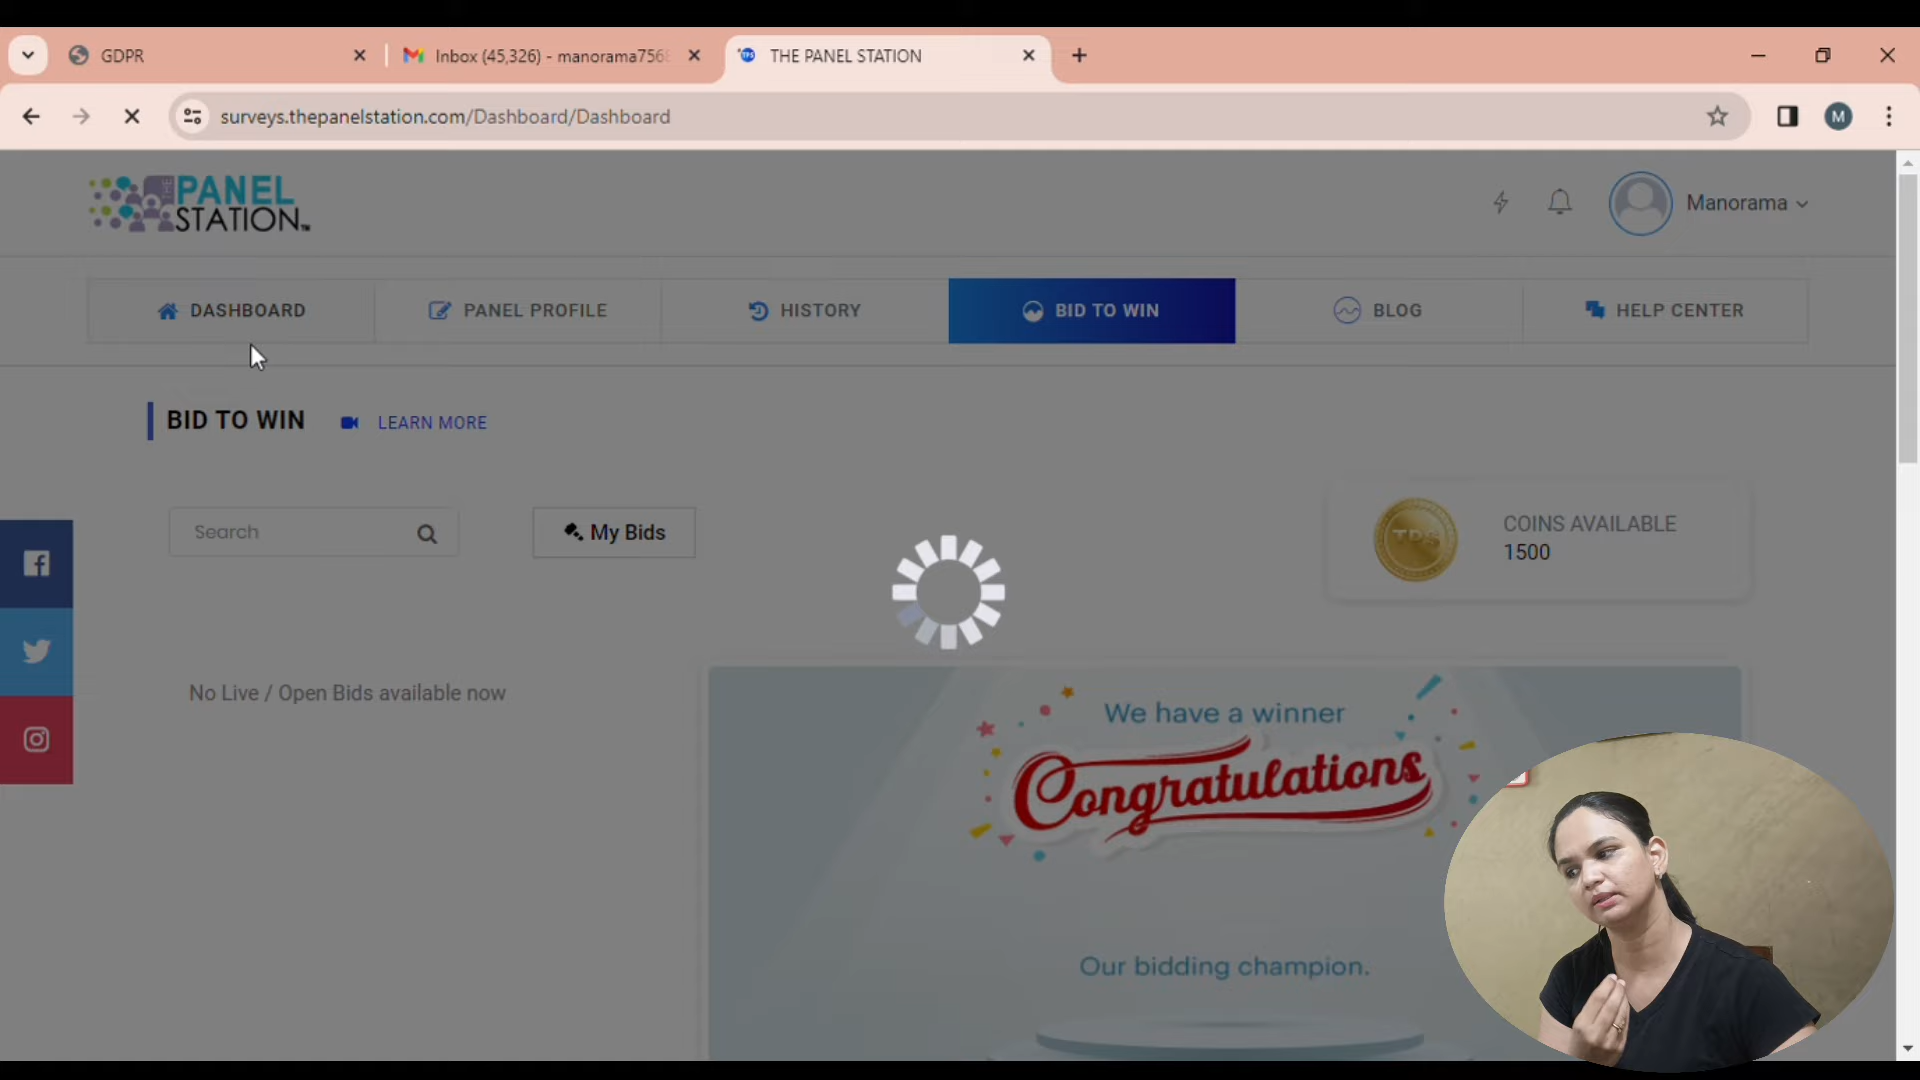 GDPR
Inbox (45,326) - manorama756
THE PANEL STATION
surveys.thepanelstation.com/Dashboard/Dashboard
M
THE PANEL
STATION™
Manorama
DASHBOARD
PANEL PROFILE
HISTORY
BID TO WIN
BLOG
HELP CENTER
BID TO WIN
LEARN MORE
Search
My Bids
COINS AVAILABLE
1500
No Live / Open Bids available now
We have a winner
Congratulations
Our bidding champion.